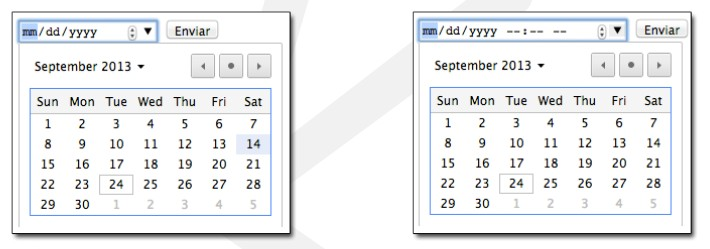 mm/dd/yyyy Enviar
September 2013
Sun Mon Tue Wed Thu Fri Sat
1 2 3 4 5 6 7
8 9 10 11 12 13 14
15 16 17 18 19 20 21
22 23 24 25 26 27 28
29 30 1 2 3 4 5
mm/dd/yyyy --:-- -- Enviar
September 2013
Sun Mon Tue Wed Thu Fri Sat
1 2 3 4 5 6 7
8 9 10 11 12 13 14
15 16 17 18 19 20 21
22 23 24 25 26 27 28
29 30 1 2 3 4 5